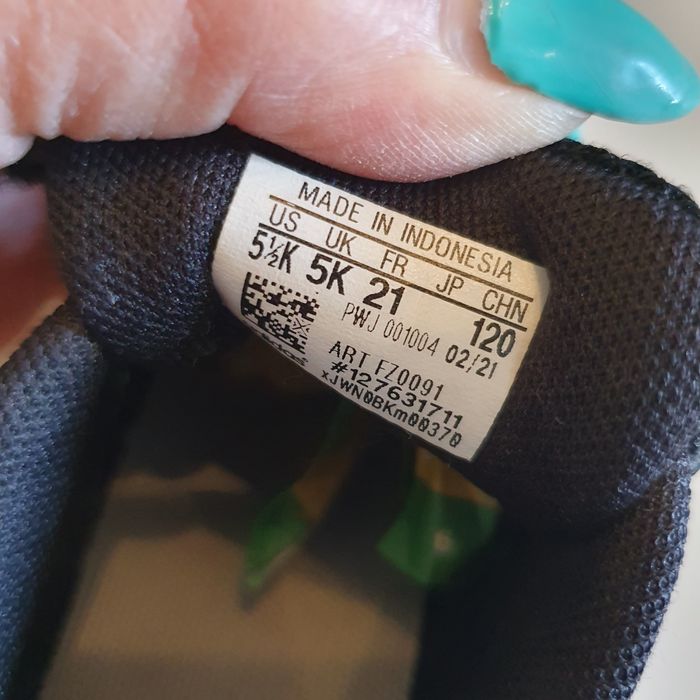 MADE IN INDONESIA
US UK FR JP CHN
5½K 5K 21 120
PWJ 001004 02/21
ART FZ0091
#127631711
xJWN0BKm00370